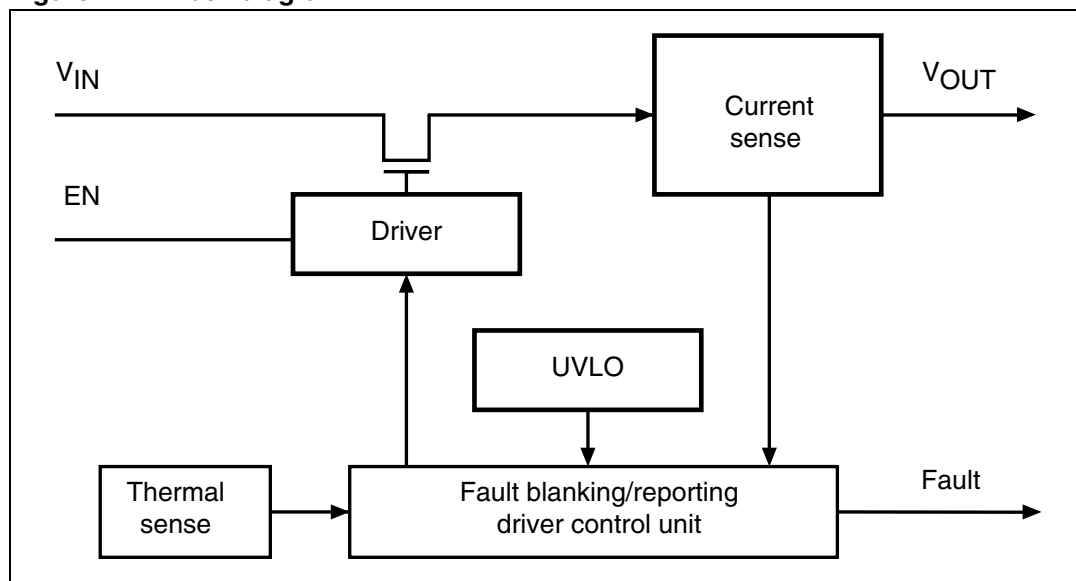 V_IN
V_OUT
Current
sense
EN
Driver
UVLO
Thermal
sense
Fault blanking/reporting
driver control unit
Fault